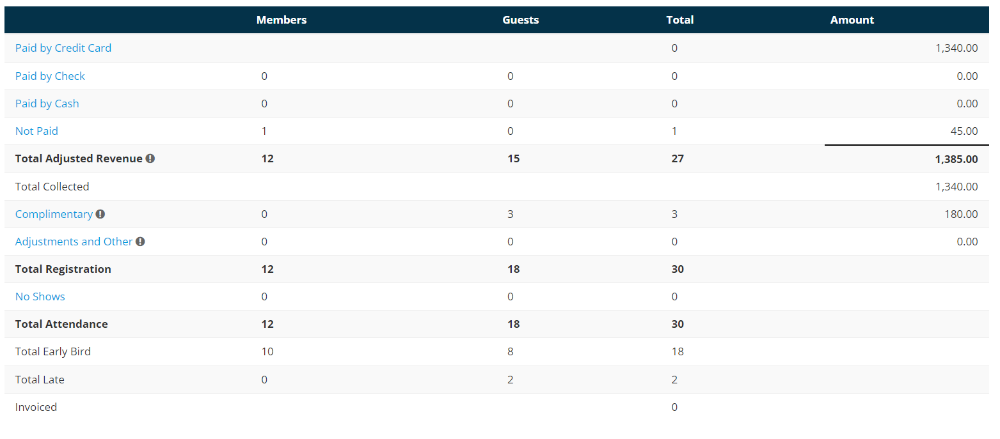 Members Guests Total Amount
Paid by Credit Card 0 1,340.00
Paid by Check 0 0 0 0.00
Paid by Cash 0 0 0 0.00
Not Paid 1 0 1 45.00
Total Adjusted Revenue 12 15 27 1,385.00
Total Collected 1,340.00
Complimentary 0 3 3 180.00
Adjustments and Other 0 0 0 0.00
Total Registration 12 18 30
No Shows 0 0 0
Total Attendance 12 18 30
Total Early Bird 10 8 18
Total Late 0 2 2
Invoiced 0